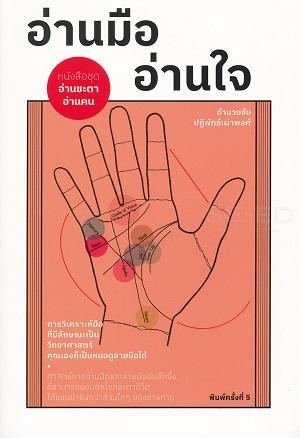 อ่านมือ
อ่านใจ
หนังสือชุด
อ่านชะตา
อ่านคน
อำนวยชัย
ปฏิพัทธ์เผ่าพงศ์
Girdle of Venus
SE-ED
การวิเคราะห์มือ
ที่มีลักษณะเป็น
วิทยาศาสตร์
คุณเองก็เป็นหมอดูลายมือได้
ศาสตร์การอ่านมือและลายมืออันลึกซึ้ง
ที่สามารถบ่งบอกโชคชะตาชีวิต
ได้แม่นยำยิ่งกว่าส่วนใดๆ ของร่างกาย
พิมพ์ครั้งที่ 5